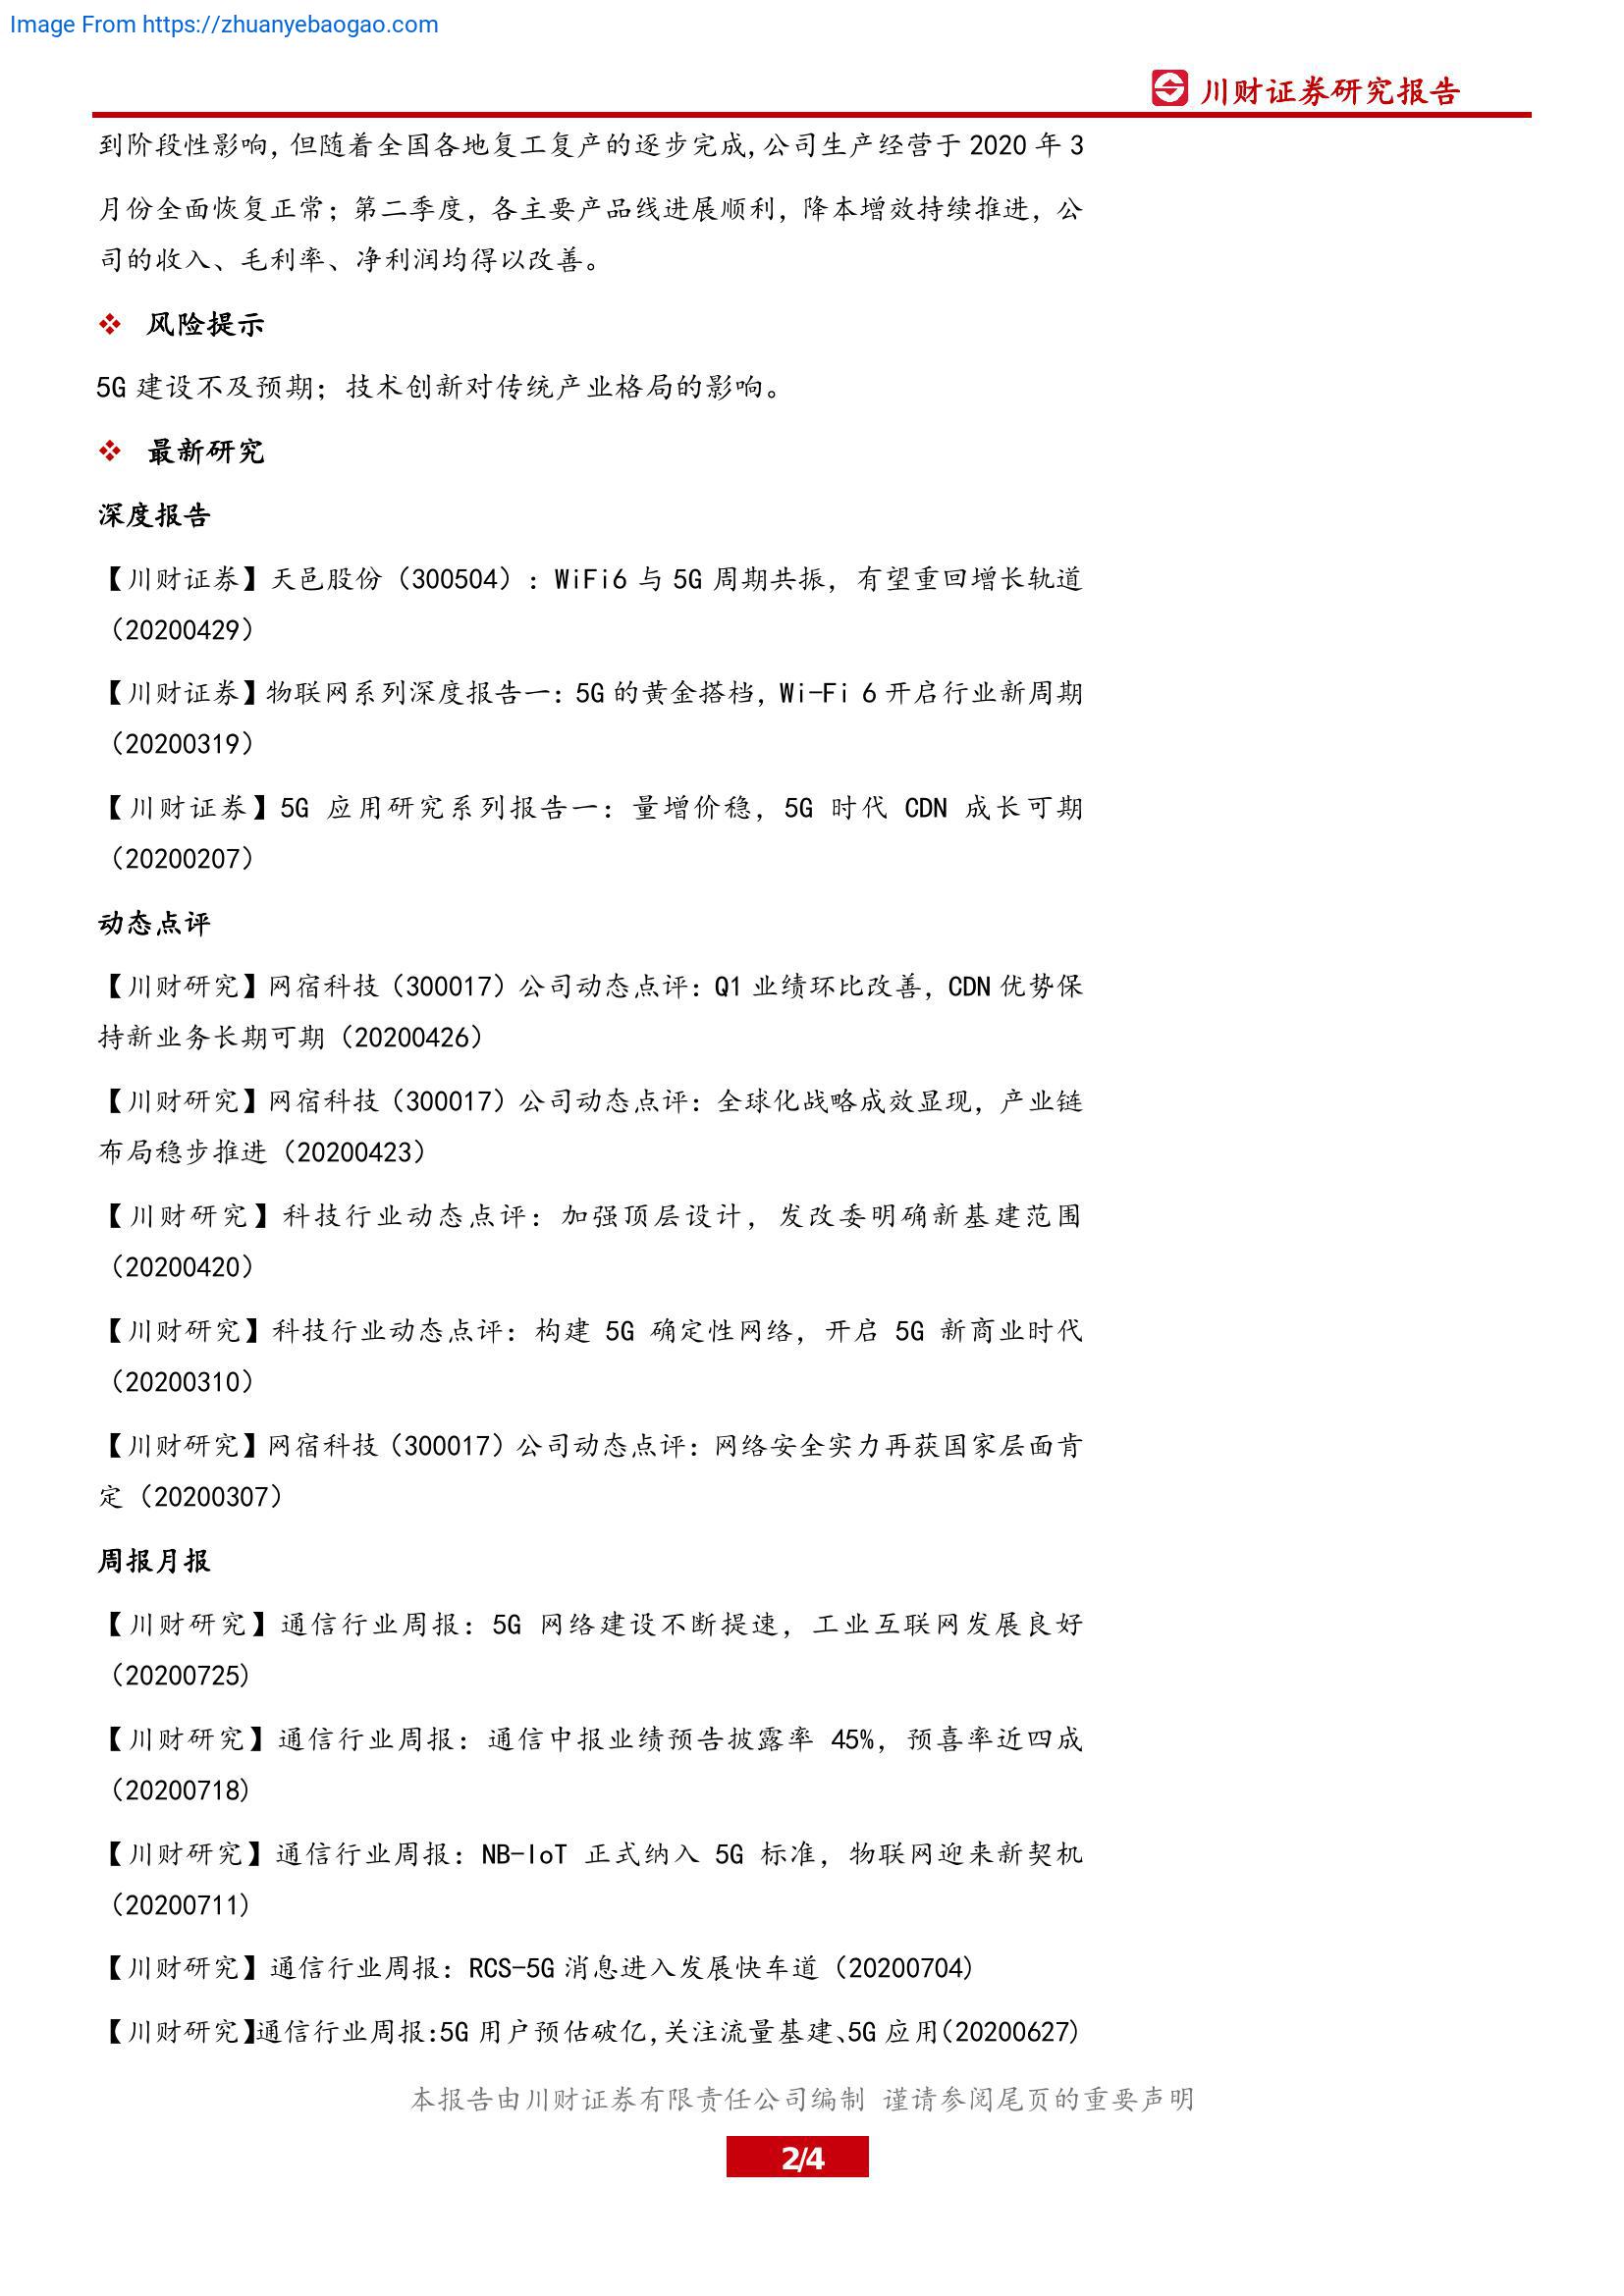 Image From https://zhuanyebaogao.com
川财证券研究报告
到阶段性影响，但随着全国各地复工复产的逐步完成，公司生产经营于 2020 年 3
月份全面恢复正常；第二季度，各主要产品线进展顺利，降本增效持续推进，公
司的收入、毛利率、净利润均得以改善。
❖ 风险提示
5G 建设不及预期；技术创新对传统产业格局的影响。
❖ 最新研究
深度报告
【川财证券】天邑股份（300504）：WiFi6 与 5G 周期共振，有望重回增长轨道
（20200429）
【川财证券】物联网系列深度报告一：5G 的黄金搭档，Wi-Fi 6 开启行业新周期
（20200319）
【川财证券】5G 应用研究系列报告一：量增价稳，5G 时代 CDN 成长可期
（20200207）
动态点评
【川财研究】网宿科技（300017）公司动态点评：Q1 业绩环比改善，CDN 优势保
持新业务长期可期（20200426）
【川财研究】网宿科技（300017）公司动态点评：全球化战略成效显现，产业链
布局稳步推进（20200423）
【川财研究】科技行业动态点评：加强顶层设计，发改委明确新基建范围
（20200420）
【川财研究】科技行业动态点评：构建 5G 确定性网络，开启 5G 新商业时代
（20200310）
【川财研究】网宿科技（300017）公司动态点评：网络安全实力再获国家层面肯
定（20200307）
周报月报
【川财研究】通信行业周报：5G 网络建设不断提速，工业互联网发展良好
（20200725)
【川财研究】通信行业周报：通信中报业绩预告披露率 45%，预喜率近四成
（20200718)
【川财研究】通信行业周报：NB-IoT 正式纳入 5G 标准，物联网迎来新契机
（20200711)
【川财研究】通信行业周报：RCS-5G 消息进入发展快车道（20200704)
【川财研究】通信行业周报：5G 用户预估破亿，关注流量基建、5G 应用（20200627)
本报告由川财证券有限责任公司编制 谨请参阅尾页的重要声明
2/4